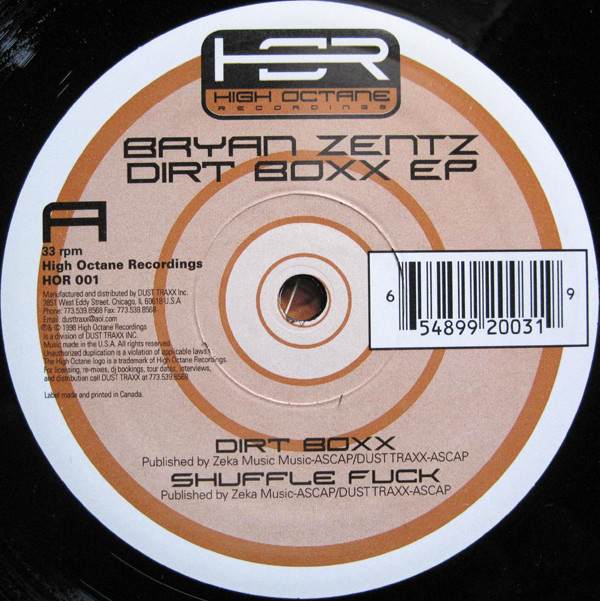 HOR
HIGH OCTANE
RECORDINGS
BRYAN ZENTZ
DIRT BOXX EP
A
33 rpm
High Octane Recordings
HOR 001
Manufactured and distributed by DUST TRAXX Inc.
3851 West Eddy Street. Chicago, IL 60618 U.S.A
Phone: 773.539.8568 Fax: 773.539.8568
Email: dusttraxx@aol.com
℗& © 1998 High Octane Recordings
is a division of DUST TRAXX INC
Music made in the U.S.A. All rights reserved.
Unauthorized duplication is a violation of applicable laws.
The High Octane logo is a trademark of High Octane Recordings.
For licensing, re-mixes, dj bookings, tour dates, interviews,
and distribution call DUST TRAXX at 773.539.8568
Label made and printed in Canada.
6 54899 20031 9
DIRT BOXX
Published by Zeka Music Music-ASCAP/DUST TRAXX-ASCAP
SHUFFLE FUCK
Published by Zeka Music-ASCAP/DUST TRAXX-ASCAP